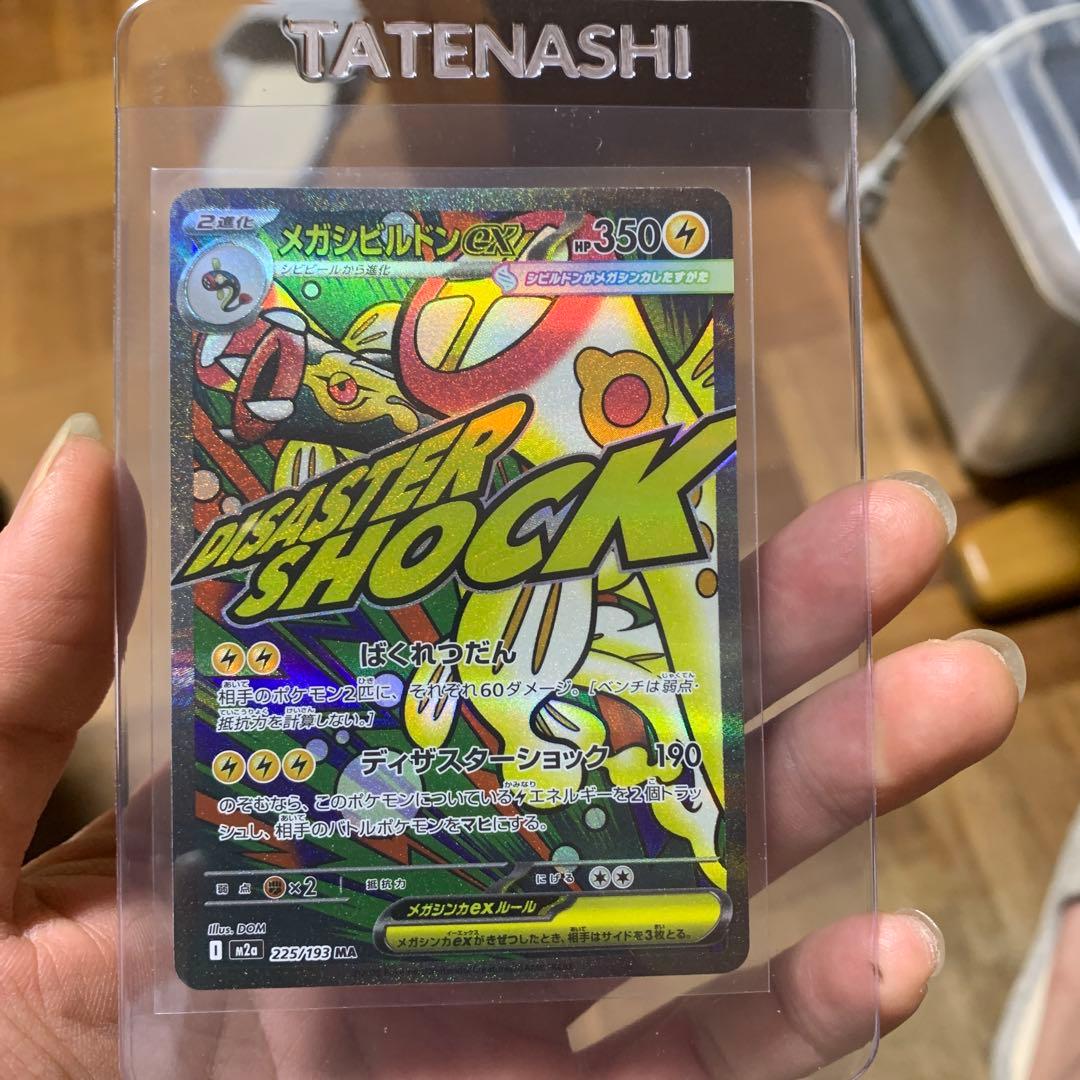 TATENASHI
2進化
メガシビルドンex
HP350
シビビールから進化
シビルドンがメガシンカしたすがた
DISASTER
SHOCK
ばくれつだん
相手のポケモン2匹に、それぞれ60ダメージ。[ベンチは弱点・
抵抗力を計算しない。]
ディザスターショック 190
のぞむなら、このポケモンについているエネルギーを2個トラッ
シュし、相手のバトルポケモンをマヒにする。
弱点 ×2 抵抗力 にげる
メガシンカexルール
メガシンカexがきぜつしたとき、相手はサイドを3枚とる。
Illus. DOM
I M2a 225/193 MA